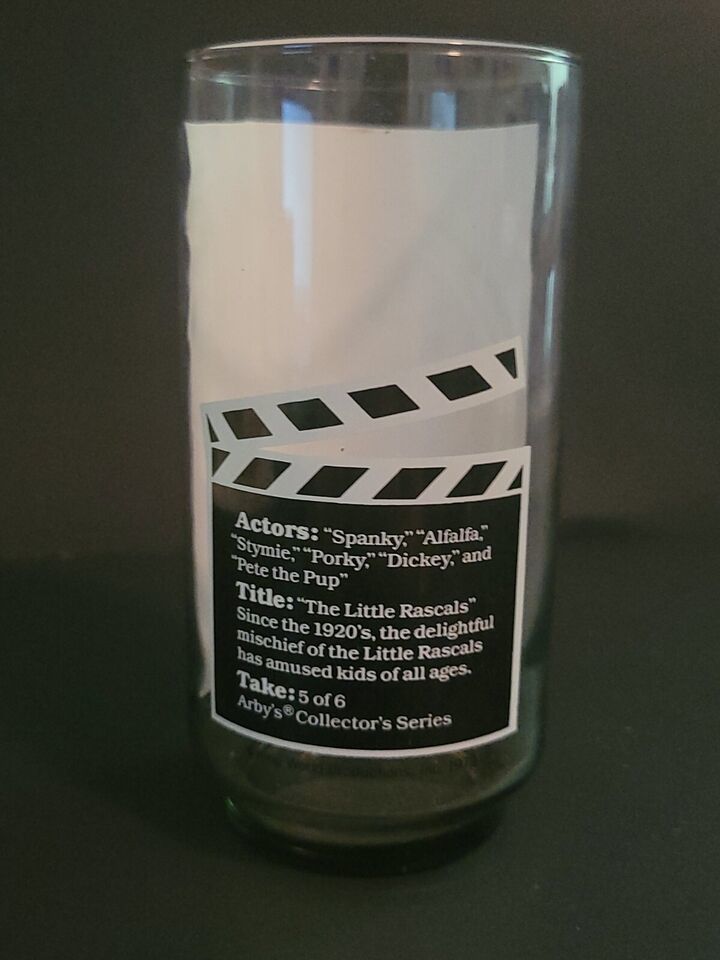 Actors: “Spanky,” “Alfalfa,”
“Stymie,” “Porky,” “Dickey,” and
“Pete the Pup”
Title: “The Little Rascals”
Since the 1920’s, the delightful
mischief of the Little Rascals
has amused kids of all ages.
Take: 5 of 6
Arby’s® Collector’s Series